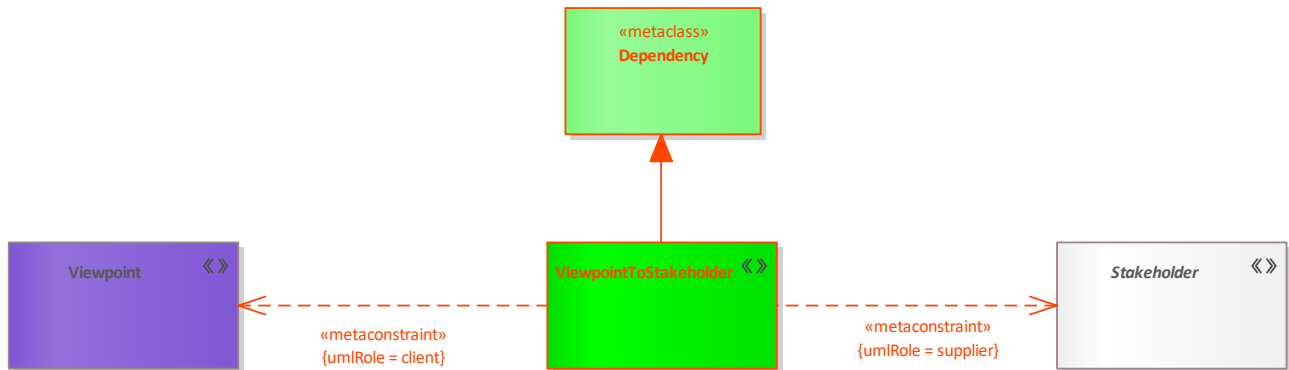 «metaclass»
Dependency
Viewpoint «»
ViewpointToStakeholder «»
Stakeholder «»
«metaconstraint»
{umlRole = client}
«metaconstraint»
{umlRole = supplier}